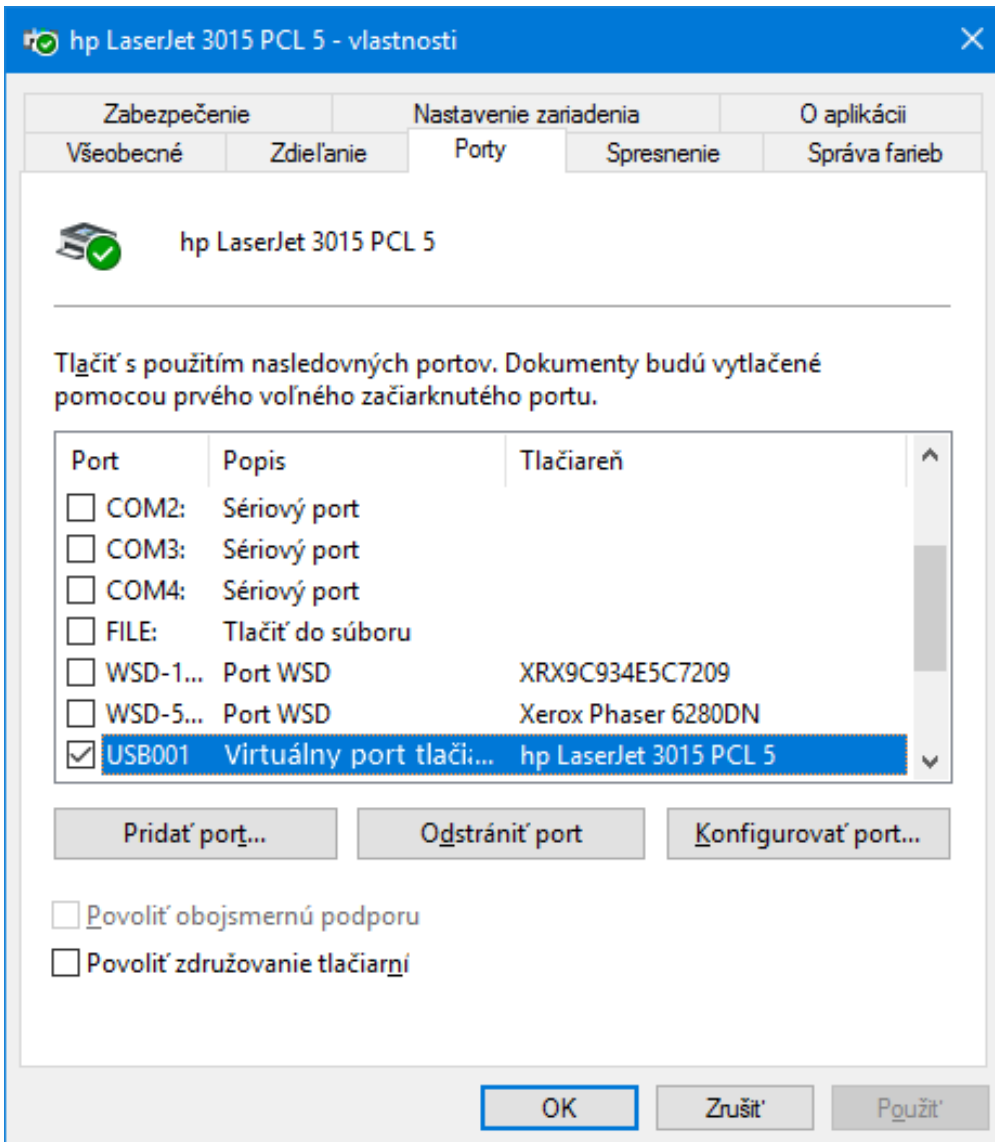 hp LaserJet 3015 PCL 5 - vlastnosti
Zabezpečenie Nastavenie zariadenia O aplikácii
Všeobecné Zdieľanie Porty Spresnenie Správa farieb
hp LaserJet 3015 PCL 5
Tlačiť s použitím nasledovných portov. Dokumenty budú vytlačené
pomocou prvého voľného začiarknutého portu.
Port Popis Tlačiareň
COM2: Sériový port
COM3: Sériový port
COM4: Sériový port
FILE: Tlačiť do súboru
WSD-1... Port WSD XRX9C934E5C7209
WSD-5... Port WSD Xerox Phaser 6280DN
USB001 Virtuálny port tlačia... hp LaserJet 3015 PCL 5
Pridať port... Odstrániť port Konfigurovať port...
Povoliť obojsmernú podporu
Povoliť združovanie tlačiarní
OK Zrušiť Použiť